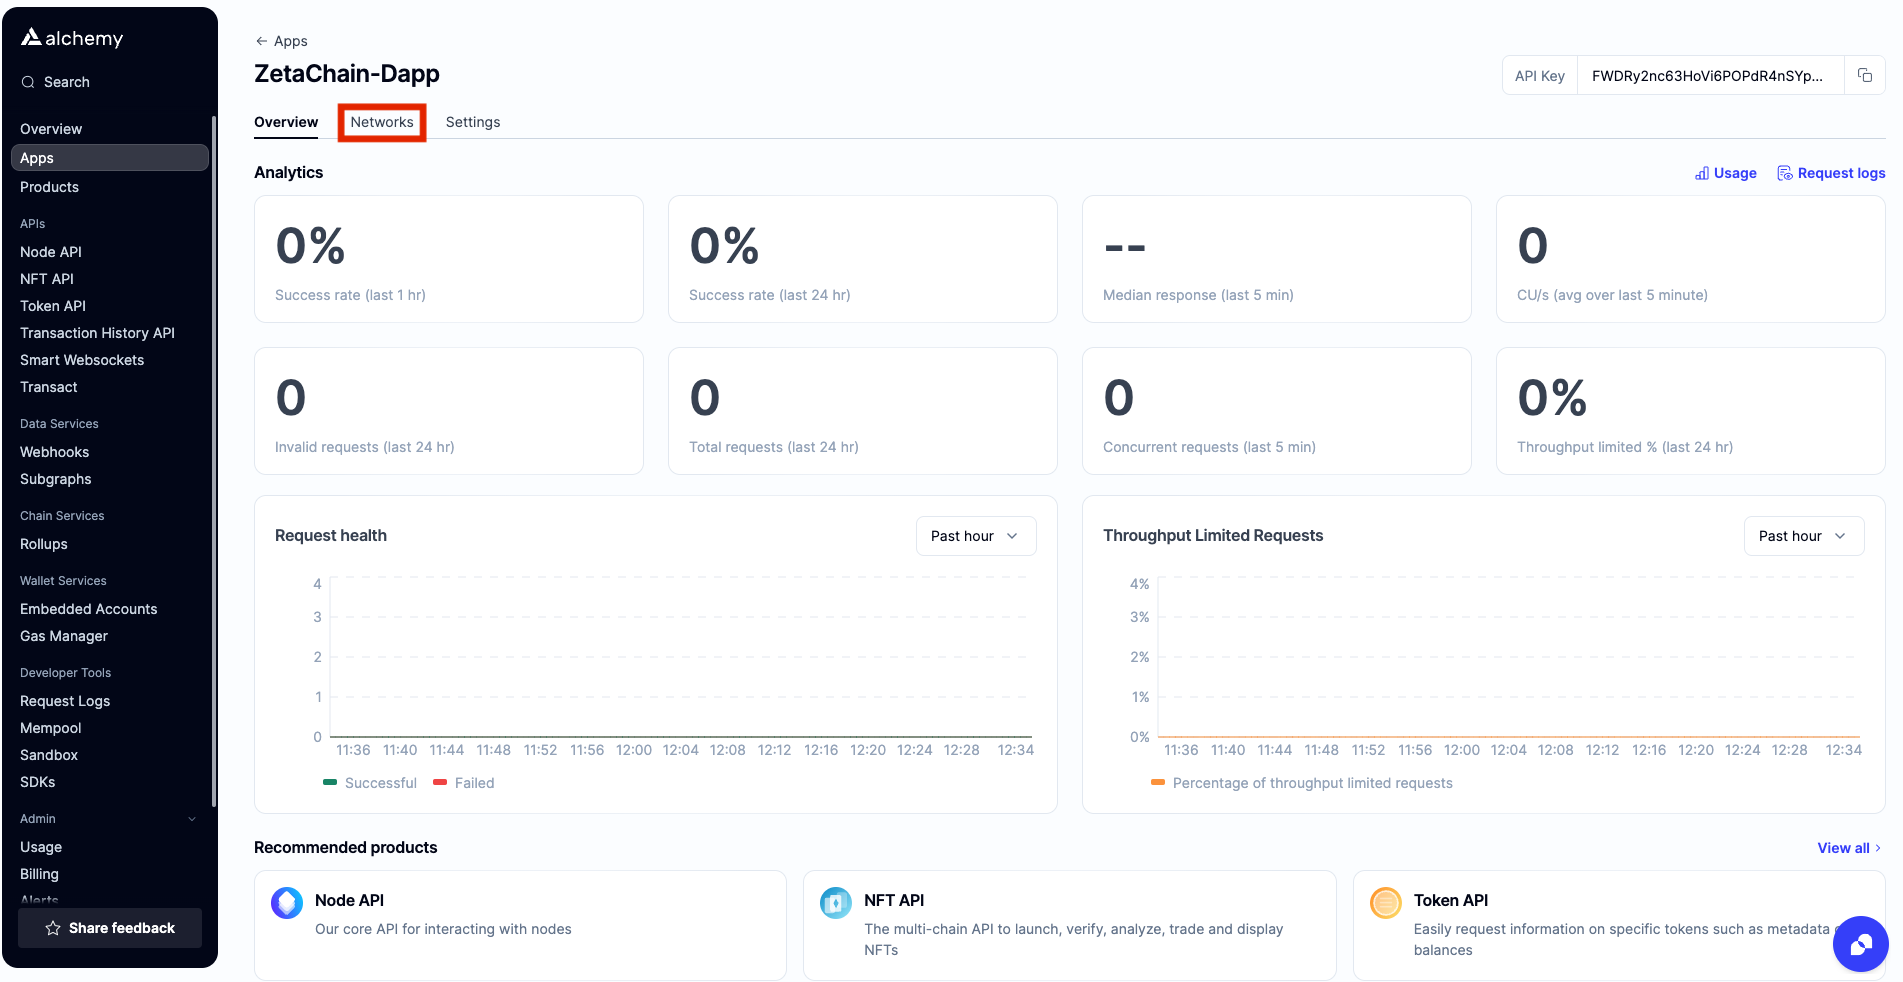 alchemy
Search
Overview
Apps
Products
APIs
Node API
NFT API
Token API
Transaction History API
Smart Websockets
Transact
Data Services
Webhooks
Subgraphs
Chain Services
Rollups
Wallet Services
Embedded Accounts
Gas Manager
Developer Tools
Request Logs
Mempool
Sandbox
SDKs
Admin
Usage
Billing
Alerts
Share feedback
← Apps
ZetaChain-Dapp
API Key FWDRy2nc63HoVi6POPdR4nSYp...
Overview Networks Settings
Analytics
Usage Request logs
0%
Success rate (last 1 hr)
0%
Success rate (last 24 hr)
--
Median response (last 5 min)
0
CU/s (avg over last 5 minute)
0
Invalid requests (last 24 hr)
0
Total requests (last 24 hr)
0
Concurrent requests (last 5 min)
0%
Throughput limited % (last 24 hr)
Request health
Past hour
4
3
2
1
0
11:36 11:40 11:44 11:48 11:52 11:56 12:00 12:04 12:08 12:12 12:16 12:20 12:24 12:28 12:34
Successful Failed
Throughput Limited Requests
Past hour
4%
3%
2%
1%
0%
11:36 11:40 11:44 11:48 11:52 11:56 12:00 12:04 12:08 12:12 12:16 12:20 12:24 12:28 12:34
Percentage of throughput limited requests
Recommended products
View all
Node API
Our core API for interacting with nodes
NFT API
The multi-chain API to launch, verify, analyze, trade and display
NFTs
Token API
Easily request information on specific tokens such as metadata
balances